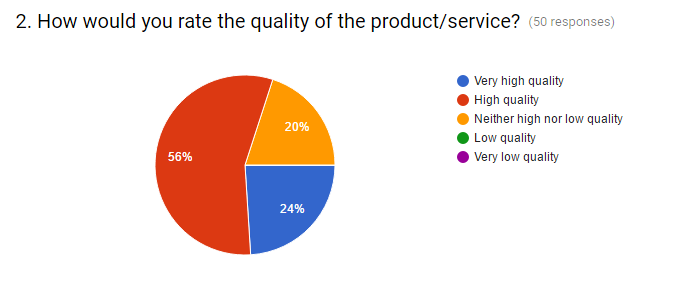 2. How would you rate the quality of the product/service? (50 responses)
Very high quality
High quality
Neither high nor low quality
Low quality
Very low quality
20%
56%
24%